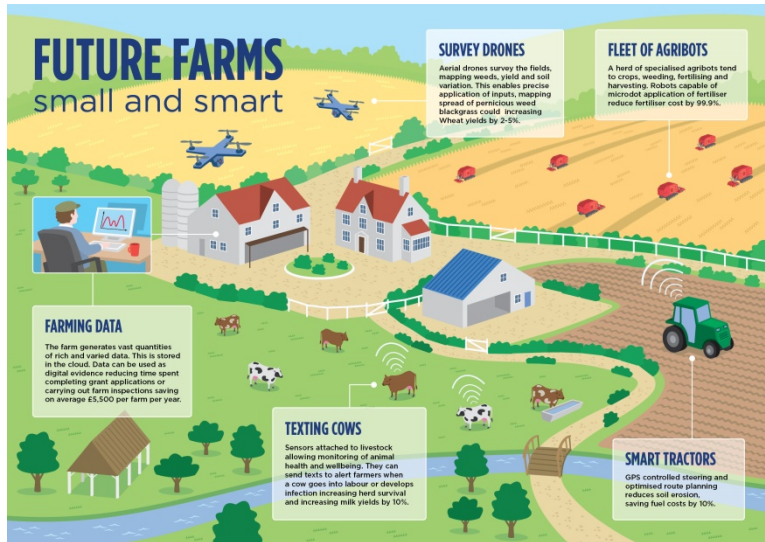 FUTURE FARMS
small and smart
SURVEY DRONES
Aerial drones survey the fields,
mapping weeds, yield and soil
variation. This enables precise
application of inputs, mapping
spread of pernicious weed
blackgrass could increasing
Wheat yields by 2-5%.
FLEET OF AGRIBOTS
A herd of specialised agribots tend
to crops, weeding, fertilising and
harvesting. Robots capable of
microdot application of fertiliser
reduce fertiliser cost by 99.9%.
FARMING DATA
The farm generates vast quantities
of rich and varied data. This is stored
in the cloud. Data can be used as
digital evidence reducing time spent
completing grant applications or
carrying out farm inspections saving
on average £5,500 per farm per year.
TEXTING COWS
Sensors attached to livestock
allowing monitoring of animal
health and wellbeing. They can
send texts to alert farmers when
a cow goes into labour or develops
infection increasing herd survival
and increasing milk yields by 10%.
SMART TRACTORS
GPS controlled steering and
optimised route planning
reduces soil erosion,
saving fuel costs by 10%.